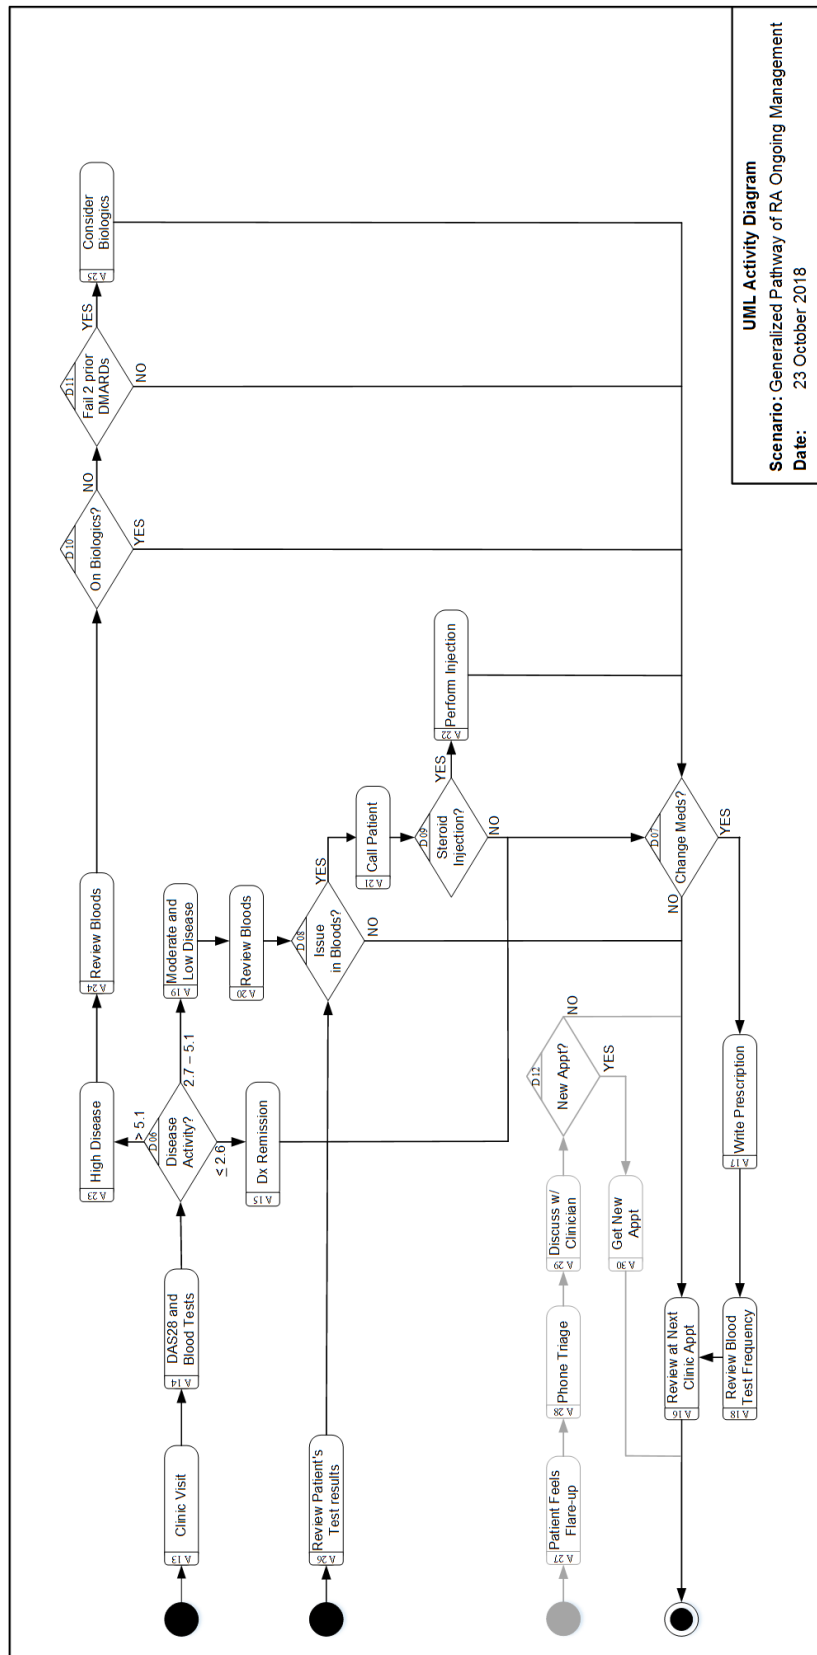 A 13
Clinic Visit
A 14
DAS28 and
Blood Tests
D 06
Disease
Activity?
> 5.1
2.7 – 5.1
≤ 2.6
A 23
High Disease
A 24
Review Bloods
D 10
On Biologics?
NO
YES
D 11
Fail 2 prior
DMARDs
YES
NO
A 25
Consider
Biologics
A 19
Moderate and
Low Disease
A 20
Review Bloods
A 15
Dx Remission
A 26
Review Patient's
Test results
D 08
Issue
in Bloods?
YES
NO
A 21
Call Patient
D 09
Steroid
Injection?
YES
NO
A 22
Perform Injection
A 27
Patient Feels
Flare-up
A 28
Phone Triage
A 29
Discuss w/
Clinician
D 12
New Appt?
NO
YES
A 30
Get New
Appt
D 07
Change Meds?
NO
YES
A 16
Review at Next
Clinic Appt
A 17
Write Prescription
A 18
Review Blood
Test Frequency
UML Activity Diagram
Scenario: Generalized Pathway of RA Ongoing Management
Date: 23 October 2018